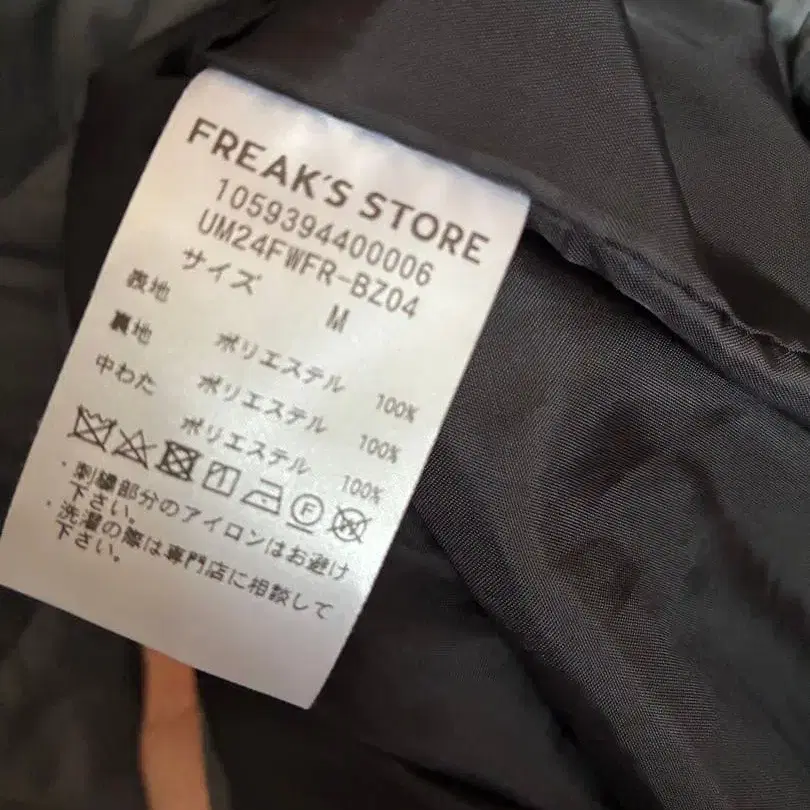 FREAK'S STORE
1059394400006
UM24FWFR-BZ04
サイズ M
表地 ポリエステル 100%
裏地 ポリエステル 100%
中わた ポリエステル 100%
F W
・刺繍部分のアイロンはお避け
下さい。
・洗濯の際は専門店に相談して
下さい。